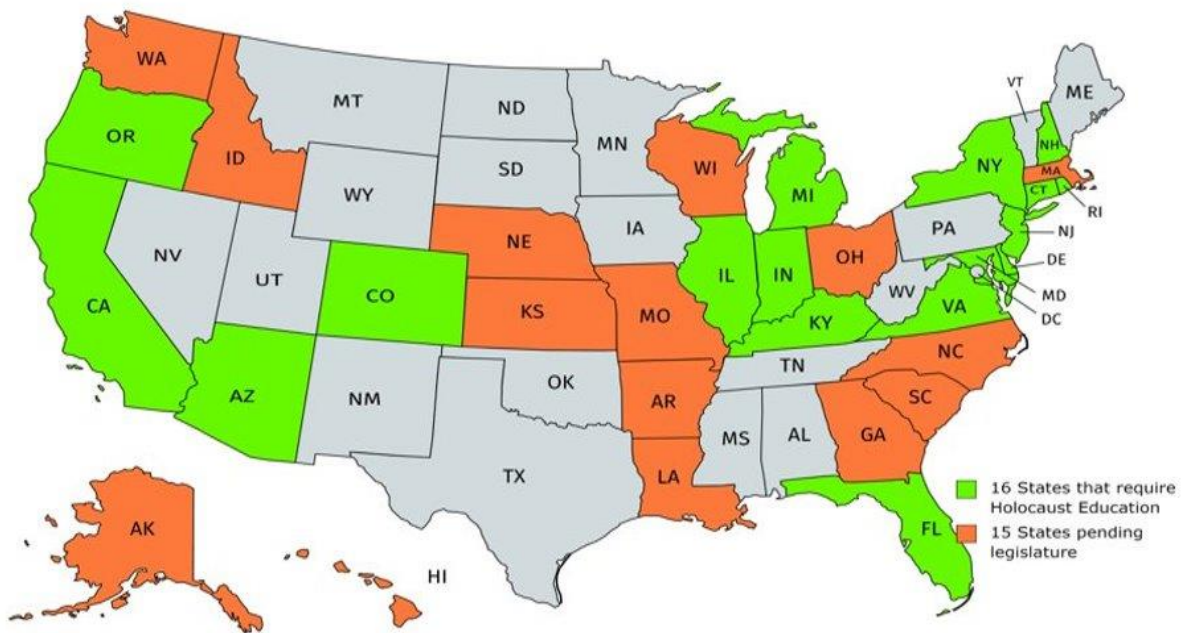 WA
MT
ND
MN
VT
ME
OR
ID
SD
WI
MI
NY
NH
MA
CT
RI
WY
NE
IA
PA
NJ
NV
UT
CO
KS
MO
IL
IN
OH
WV
VA
DE
MD
DC
CA
KY
AZ
NM
OK
AR
TN
NC
SC
TX
LA
MS
AL
GA
FL
AK
HI
16 States that require
Holocaust Education
15 States pending
legislature